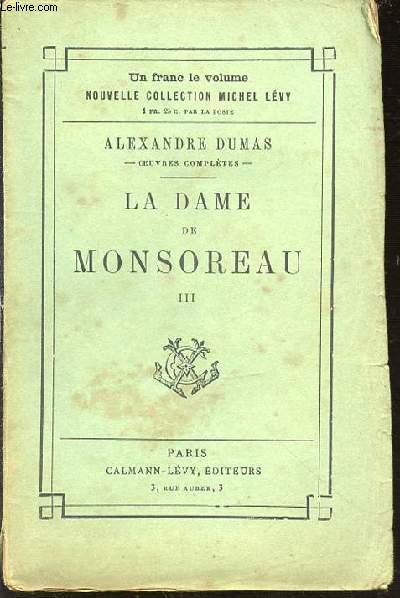 Le-livre.com
Un franc le volume
NOUVELLE COLLECTION MICHEL LÉVY
1 FR. 25 C. PAR LA POSTE
ALEXANDRE DUMAS
— ŒUVRES COMPLÈTES —
LA DAME
DE
MONSOREAU
III
PARIS
CALMANN-LÉVY, ÉDITEURS
3, RUE AUBER, 3